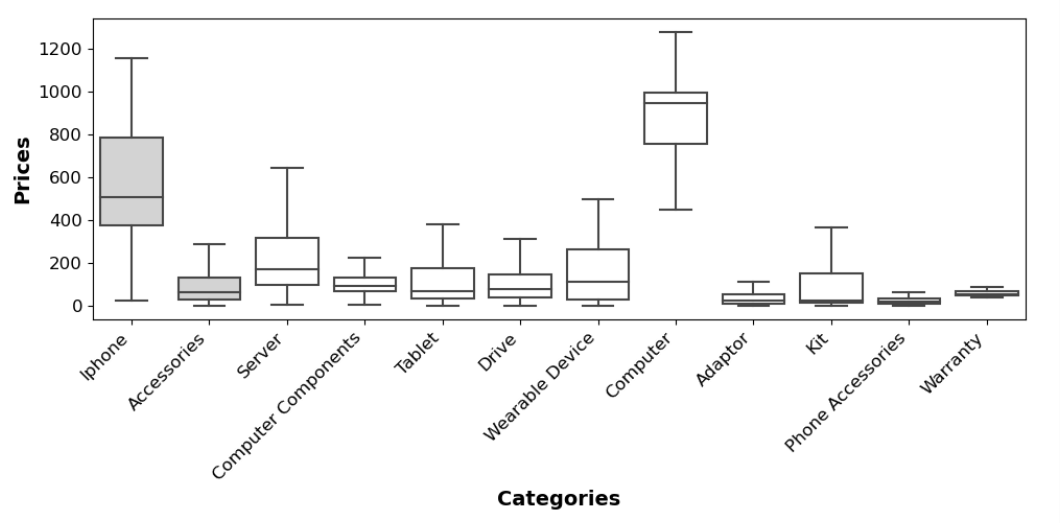 1200
1000
800
600
400
200
0
Prices
Iphone
Accessories
Server
Computer Components
Tablet
Drive
Wearable Device
Computer
Adaptor
Kit
Phone Accessories
Warranty
Categories